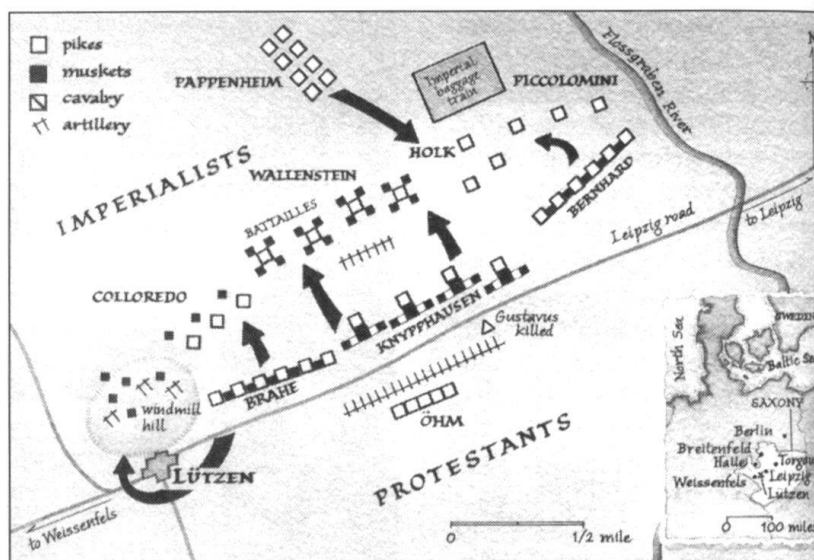 pikes
muskets
cavalry
artillery
PAPPENHEIM
Imperial
baggage
train
PICCOLOMINI
Flossgraben River
N
HOLK
IMPERIALISTS
WALLENSTEIN
BATTAILLES
BERNHARD
Leipzig road
to Leipzig
COLLOREDO
KNYPPHAUSEN
Gustavus
killed
BRAHE
windmill
hill
ÖHM
PROTESTANTS
LÜTZEN
to Weissenfels
0 1/2 mile
North Sea
SWEDEN
Baltic Sea
SAXONY
Berlin
Breitenfeld
Halle
Torgau
Weissenfels
Leipzig
Lützen
0 100 miles